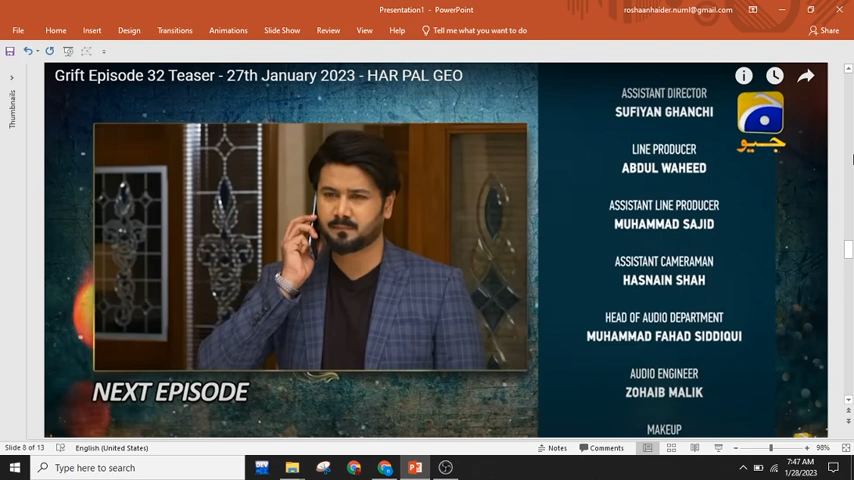 Presentation1 - PowerPoint
roshaanhaider.numl@gmail.com
File Home Insert Design Transitions Animations Slide Show Review View Help Tell me what you want to do Share
Thumbnails
Grift Episode 32 Teaser - 27th January 2023 - HAR PAL GEO
ASSISTANT DIRECTOR
SUFIYAN GHANCHI
جیو
LINE PRODUCER
ABDUL WAHEED
ASSISTANT LINE PRODUCER
MUHAMMAD SAJID
ASSISTANT CAMERAMAN
HASNAIN SHAH
HEAD OF AUDIO DEPARTMENT
MUHAMMAD FAHAD SIDDIQUI
AUDIO ENGINEER
ZOHAIB MALIK
MAKEUP
NEXT EPISODE
Slide 8 of 13 English (United States) Notes Comments 98%
Type here to search
DEV
7:47 AM
1/28/2023